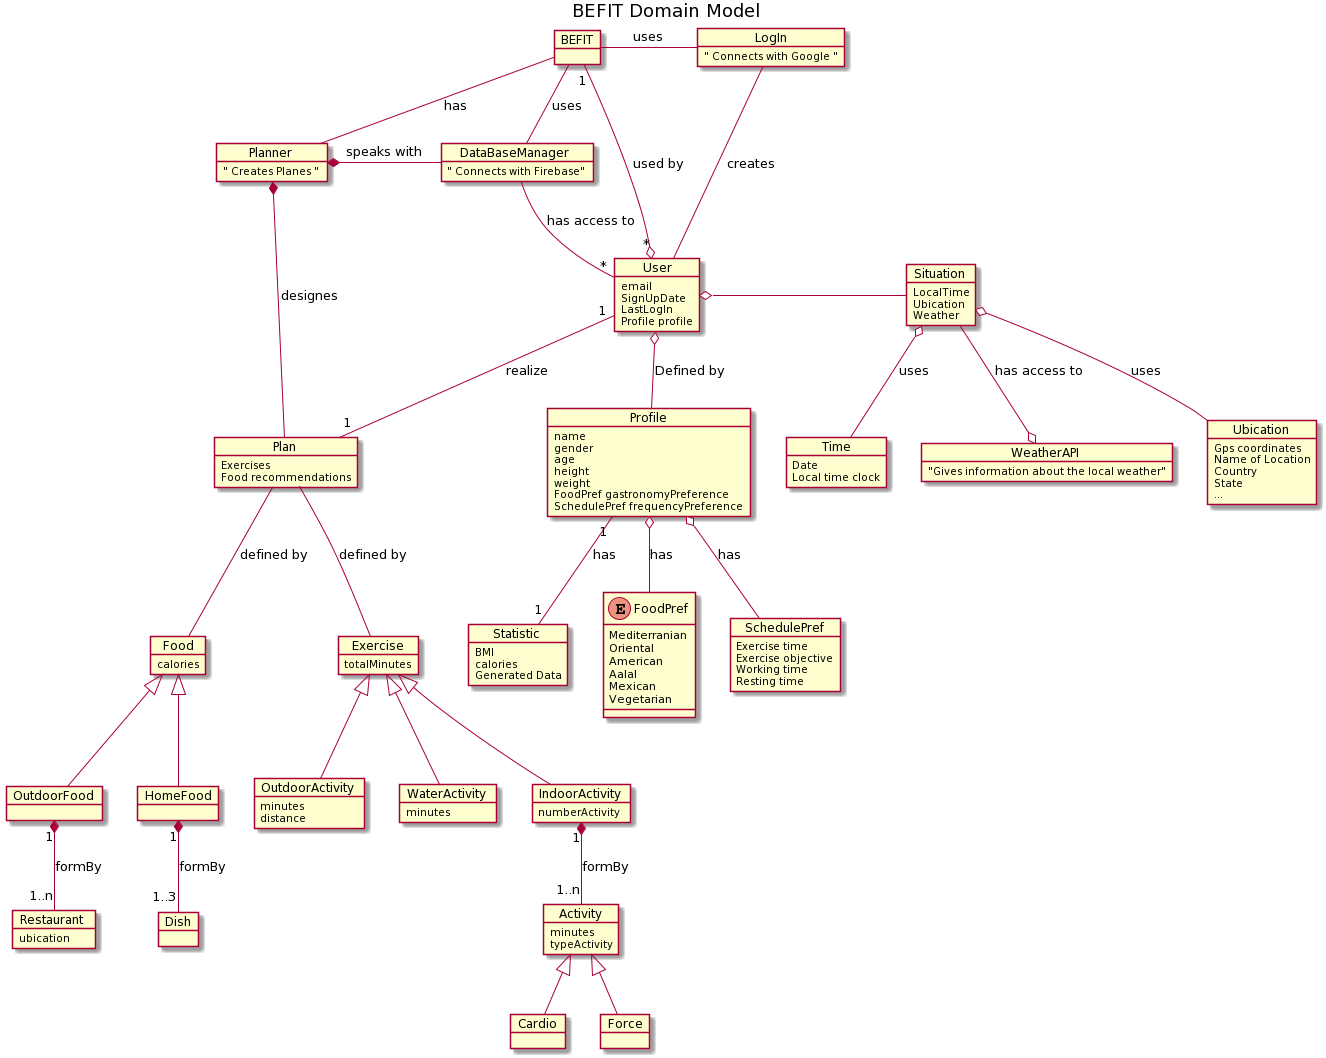 BEFIT Domain Model
BEFIT
uses
LogIn
" Connects with Google "
1
has
uses
used by
creates
Planner
" Creates Planes "
speaks with
DataBaseManager
" Connects with Firebase"
has access to
*
*
User
email
SignUpDate
LastLogIn
Profile profile
Situation
LocalTime
Ubication
Weather
designes
1
realize
Defined by
uses
has access to
uses
1
Plan
Exercises
Food recommendations
Profile
name
gender
age
height
weight
FoodPref gastronomyPreference
SchedulePref frequencyPreference
Time
Date
Local time clock
WeatherAPI
"Gives information about the local weather"
Ubication
Gps coordinates
Name of Location
Country
State
...
defined by
defined by
1
has
has
has
1
Food
calories
Exercise
totalMinutes
Statistic
BMI
calories
Generated Data
E FoodPref
Mediterranian
Oriental
American
Aalal
Mexican
Vegetarian
SchedulePref
Exercise time
Exercise objective
Working time
Resting time
OutdoorFood
HomeFood
OutdoorActivity
minutes
distance
WaterActivity
minutes
IndoorActivity
numberActivity
1
formBy
1..n
1
formBy
1..3
1
formBy
1..n
Restaurant
ubication
Dish
Activity
minutes
typeActivity
Cardio
Force